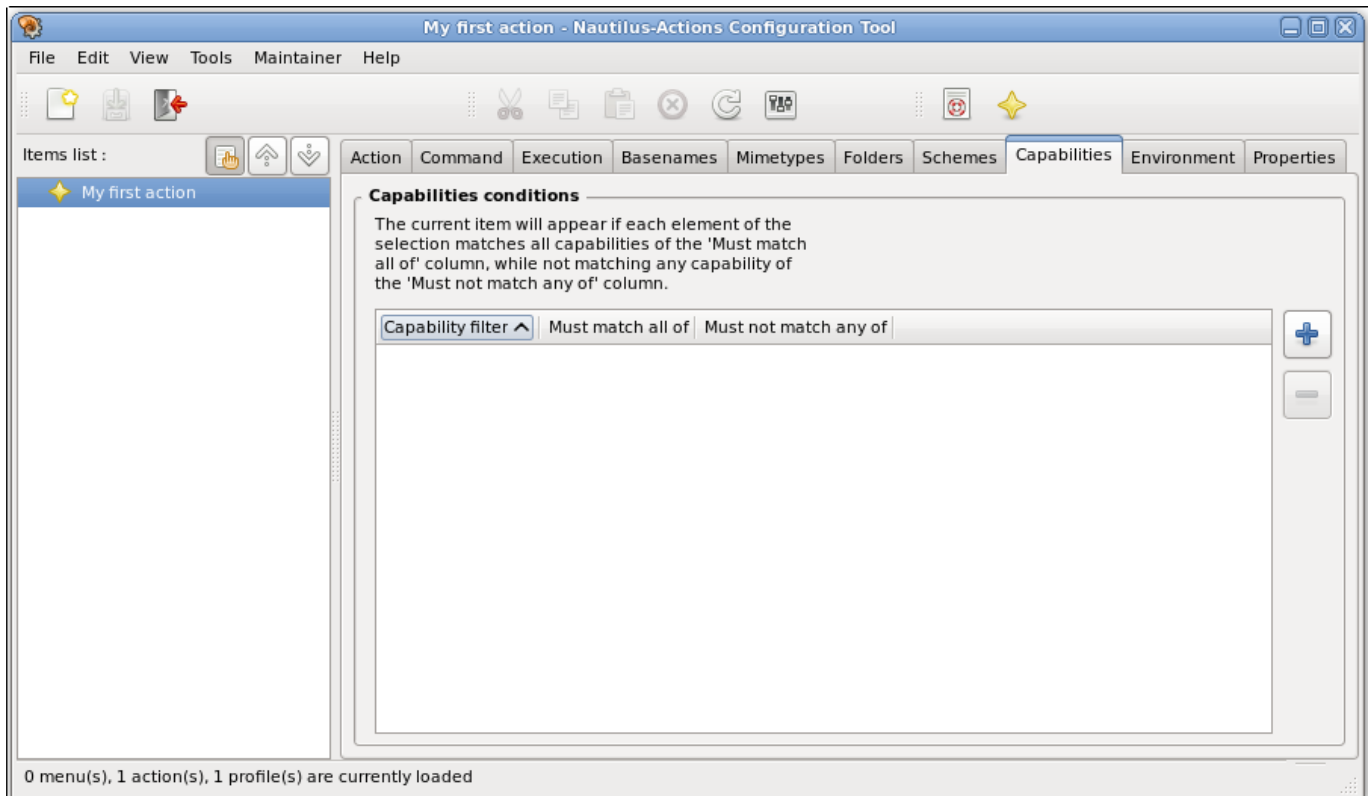 My first action - Nautilus-Actions Configuration Tool
File Edit View Tools Maintainer Help
Items list :
Action Command Execution Basenames Mimetypes Folders Schemes Capabilities Environment Properties
My first action
Capabilities conditions
The current item will appear if each element of the
selection matches all capabilities of the 'Must match
all of' column, while not matching any capability of
the 'Must not match any of' column.
Capability filter Must match all of Must not match any of
0 menu(s), 1 action(s), 1 profile(s) are currently loaded